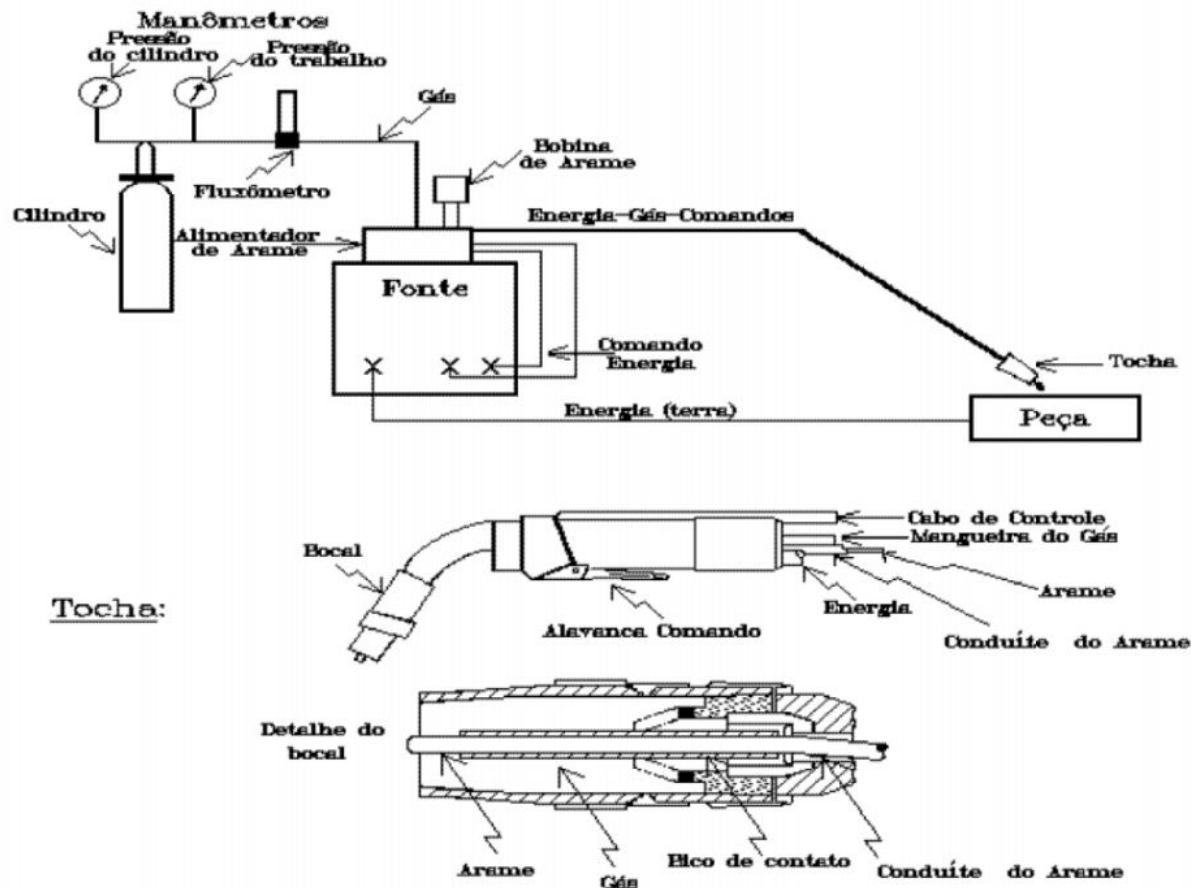 Manômetros
Pressão
do cilindro
Pressão
do trabalho
Gás
Bobina
de Arame
Fluxômetro
Cilindro
Energia-Gás-Comandos
Alimentador
de Arame
Fonte
Comando
Energia
Tocha
Energia (terra)
Peça
Cabo de Controle
Mangueira do Gás
Bocal
Arame
Energia
Tocha:
Alavanca Comando
Conduíte do Arame
Detalhe do
bocal
Arame
Gás
Bico de contato
Conduíte do Arame